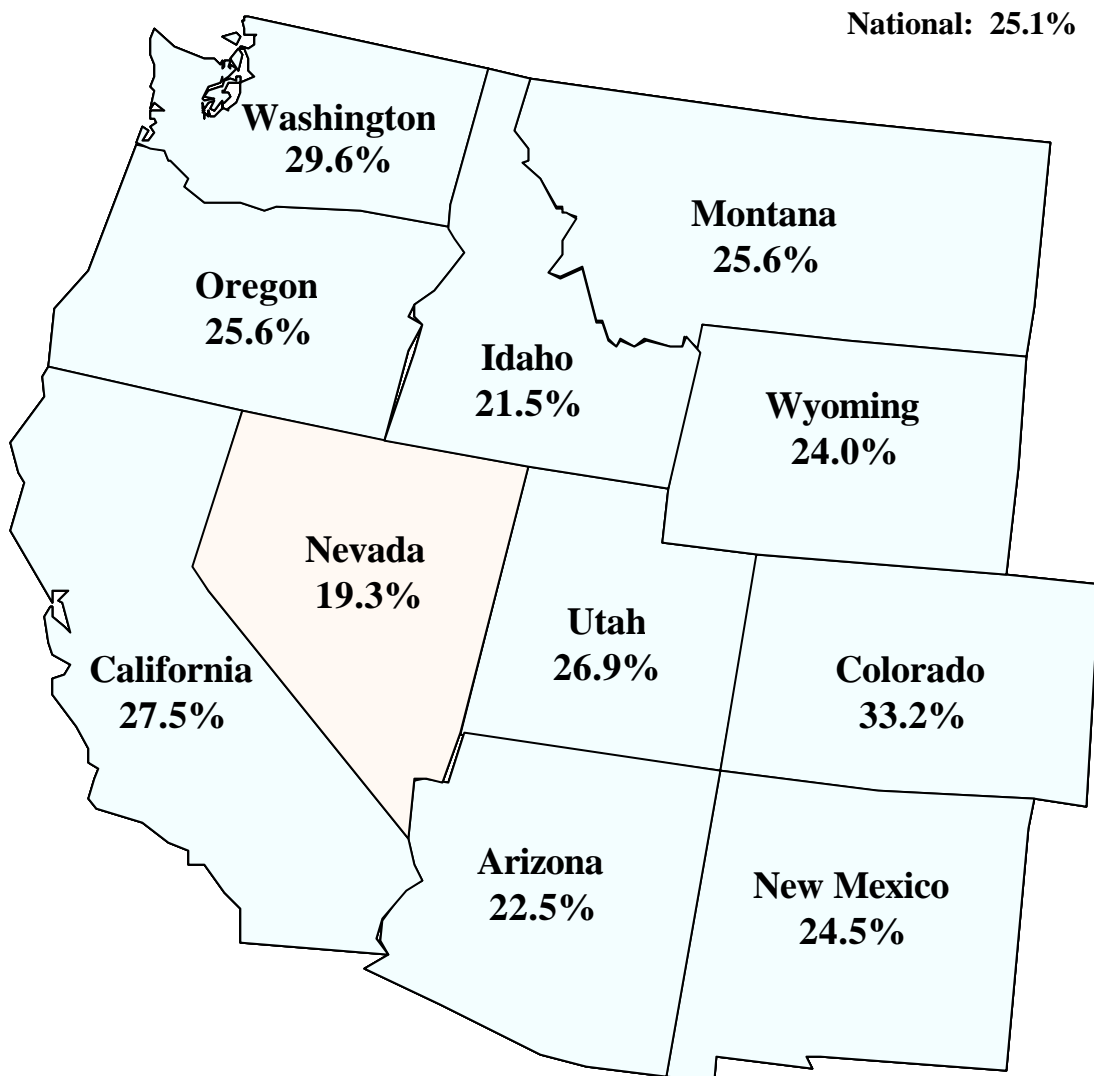 National: 25.1%
Washington
29.6%
Montana
25.6%
Oregon
25.6%
Idaho
21.5%
Wyoming
24.0%
Nevada
19.3%
Utah
26.9%
California
27.5%
Colorado
33.2%
Arizona
22.5%
New Mexico
24.5%